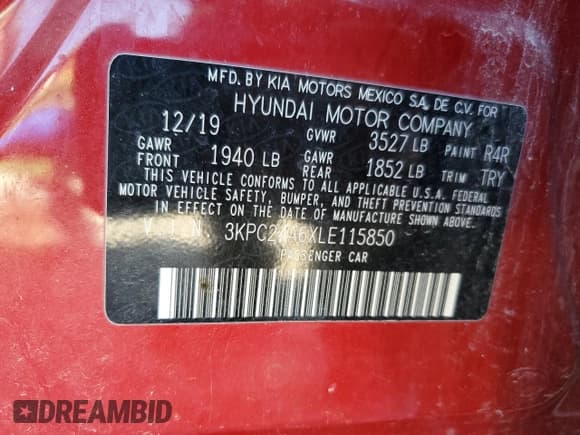 MFD. BY KIA MOTORS MEXICO S.A. DE C.V. FOR
HYUNDAI MOTOR COMPANY
12/19 GVWR 3527 LB PAINT R4R
GAWR FRONT 1940 LB GAWR REAR 1852 LB TRIM TRY
THIS VEHICLE CONFORMS TO ALL APPLICABLE U.S.A. FEDERAL
MOTOR VEHICLE SAFETY, BUMPER, AND THEFT PREVENTION STANDARDS
IN EFFECT ON THE DATE OF MANUFACTURE SHOWN ABOVE.
V. I. N.
PASSENGER CAR
DREAMBID